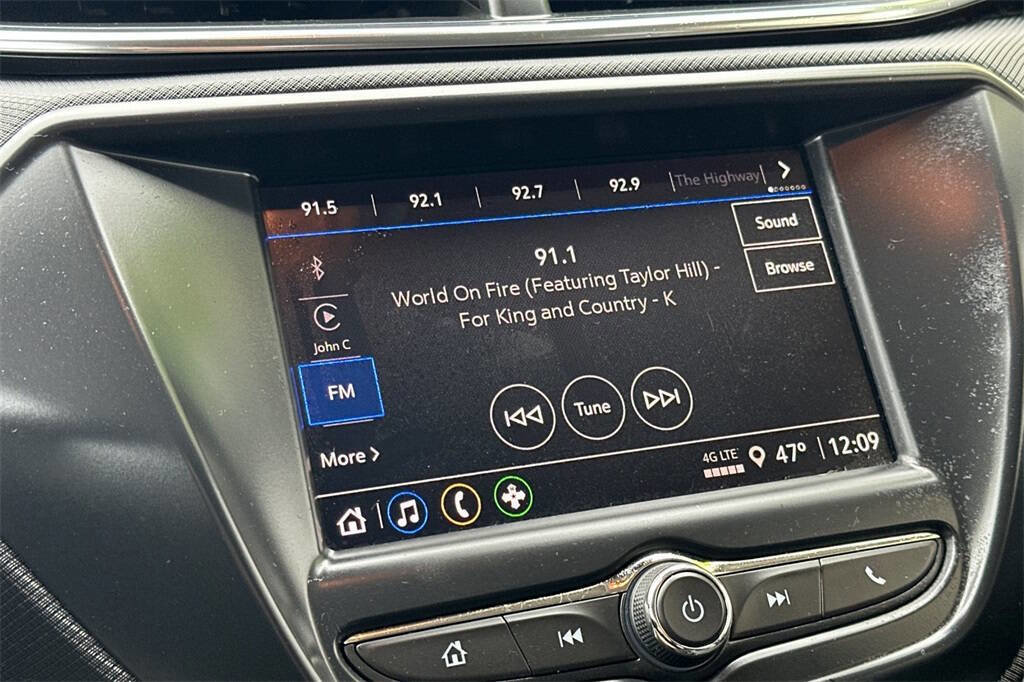 91.5 | 92.1 | 92.7 | 92.9 | The Highway |
Sound
91.1
Browse
World On Fire (Featuring Taylor Hill) -
For King and Country - K
John C
FM
Tune
More
4G LTE 47° | 12:09